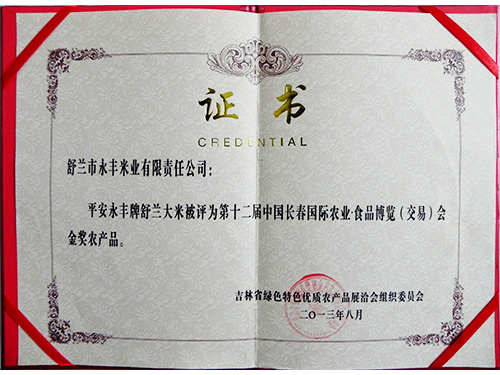 证书
CREDENTIAL
舒兰市永丰米业有限责任公司：
平安永丰牌舒兰大米被评为第十二届中国长春国际农业·食品博览（交易）会
金奖农产品。
吉林省绿色特色优质农产品展洽会组织委员会
二〇一三年八月